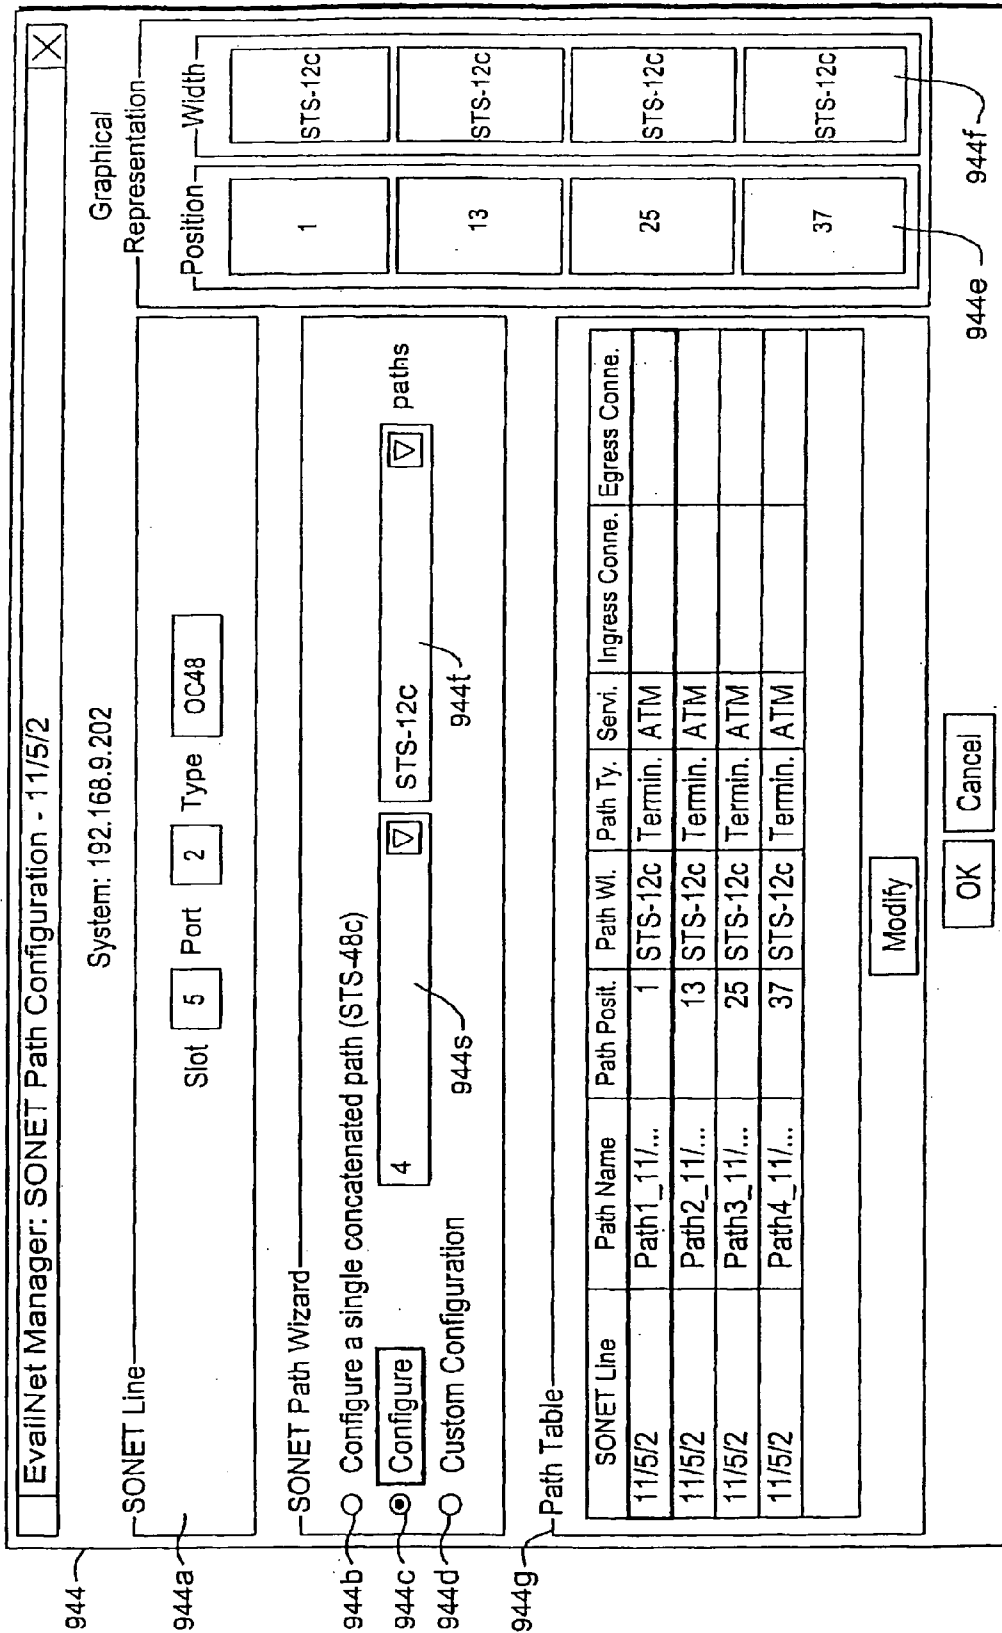 944
EvailNet Manager: SONET Path Configuration - 11/5/2
System: 192.168.9.202
944a
SONET Line
Slot 5 Port 2 Type OC48
SONET Path Wizard
944b
Configure a single concatenated path (STS-48c)
944c
Configure 4 STS-12c paths
944d
Custom Configuration
944s
944t
944g
Path Table
SONET Line Path Name Path Posit. Path Wl. Path Ty. Servi. Ingress Conne. Egress Conne.
11/5/2 Path1_11/... 1 STS-12c Termin. ATM
11/5/2 Path2_11/... 13 STS-12c Termin. ATM
11/5/2 Path3_11/... 25 STS-12c Termin. ATM
11/5/2 Path4_11/... 37 STS-12c Termin. ATM
Modify
OK Cancel
Graphical
Representation
Position Width
1 STS-12c
13 STS-12c
25 STS-12c
37 STS-12c
944e
944f